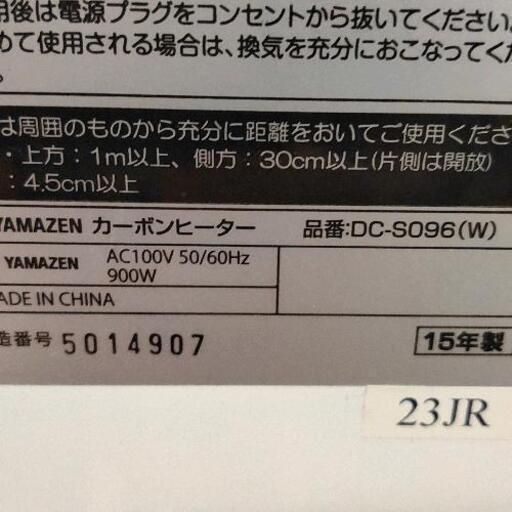 用後は電源プラグをコンセントから抜いてください。
めて使用される場合は、換気を充分におこなってくだ
。
は周囲のものから充分に距離をおいてご使用くださ
・上方：1m以上、側方：30cm以上(片側は開放)
：4.5cm以上
YAMAZEN カーボンヒーター 品番:DC-S096(W)
YAMAZEN AC100V 50/60Hz
900W
MADE IN CHINA
造番号 5014907 15年製
23JR